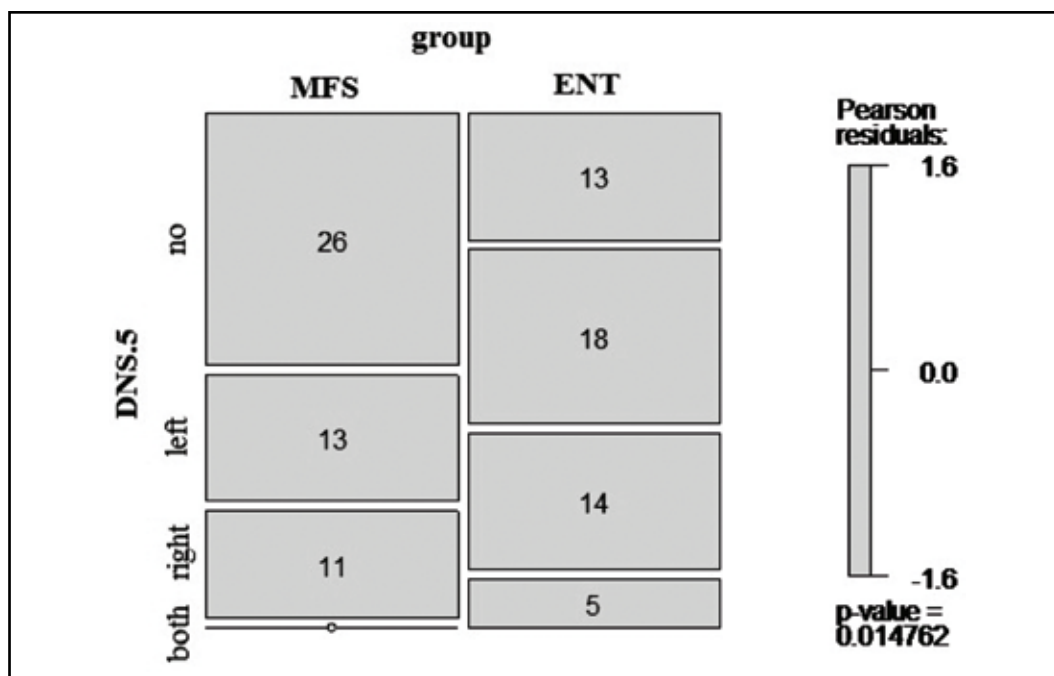 group
MFS
ENT
Pearson
residuals:
1.6
0.0
-1.6
p-value =
0.014762
DNS.5
no
left
right
both
26
13
11
13
18
14
5